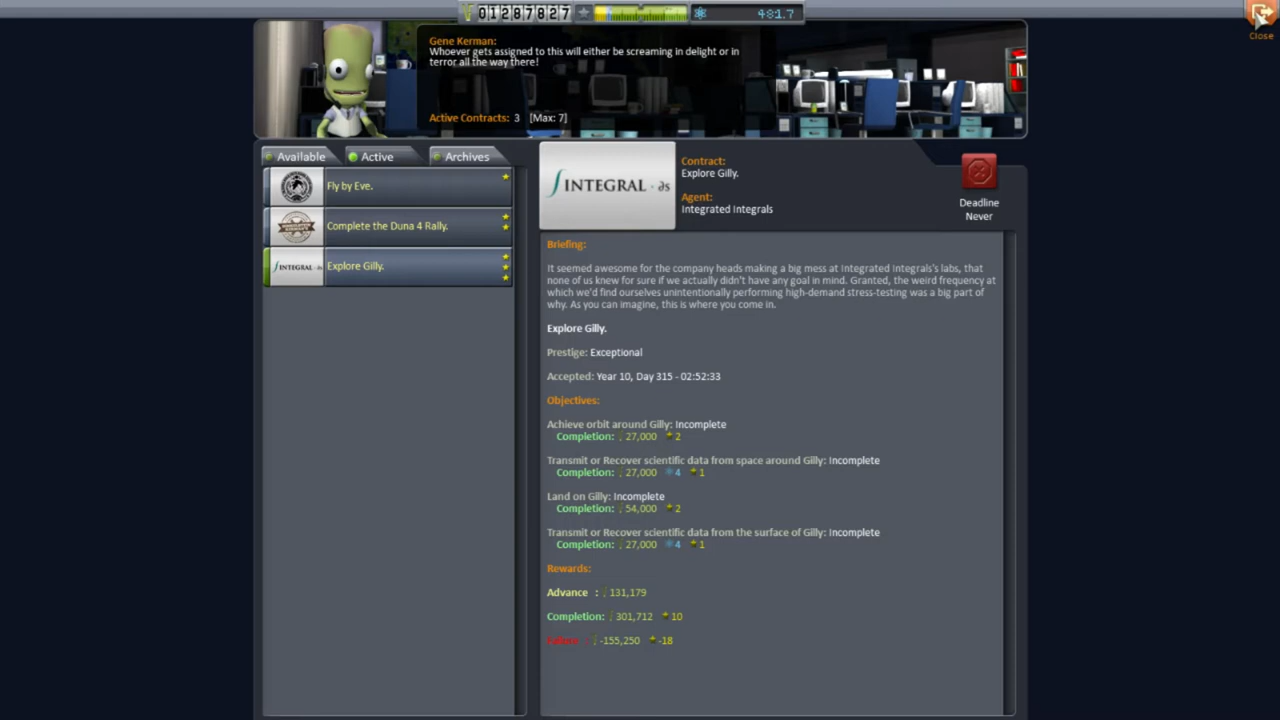 01287827
481.7
Close
Gene Kerman:
Whoever gets assigned to this will either be screaming in delight or in
terror all the way there!
Active Contracts: 3 [Max: 7]
Available
Active
Archives
Fly by Eve.
Complete the Duna 4 Rally.
∫INTEGRAL · ∂s
Explore Gilly.
∫INTEGRAL · ∂s
Contract:
Explore Gilly.
Agent:
Integrated Integrals
Deadline
Never
Briefing:
It seemed awesome for the company heads making a big mess at Integrated Integrals's labs, that
none of us knew for sure if we actually didn't have any goal in mind. Granted, the weird frequency at
which we'd find ourselves unintentionally performing high-demand stress-testing was a big part of
why. As you can imagine, this is where you come in.
Explore Gilly.
Prestige: Exceptional
Accepted: Year 10, Day 315 - 02:52:33
Objectives:
Achieve orbit around Gilly: Incomplete
Completion: 27,000 2
Transmit or Recover scientific data from space around Gilly: Incomplete
Completion: 27,000 4 1
Land on Gilly: Incomplete
Completion: 54,000 2
Transmit or Recover scientific data from the surface of Gilly: Incomplete
Completion: 27,000 4 1
Rewards:
Advance : 131,179
Completion: 301,712 10
Failure : -155,250 -18